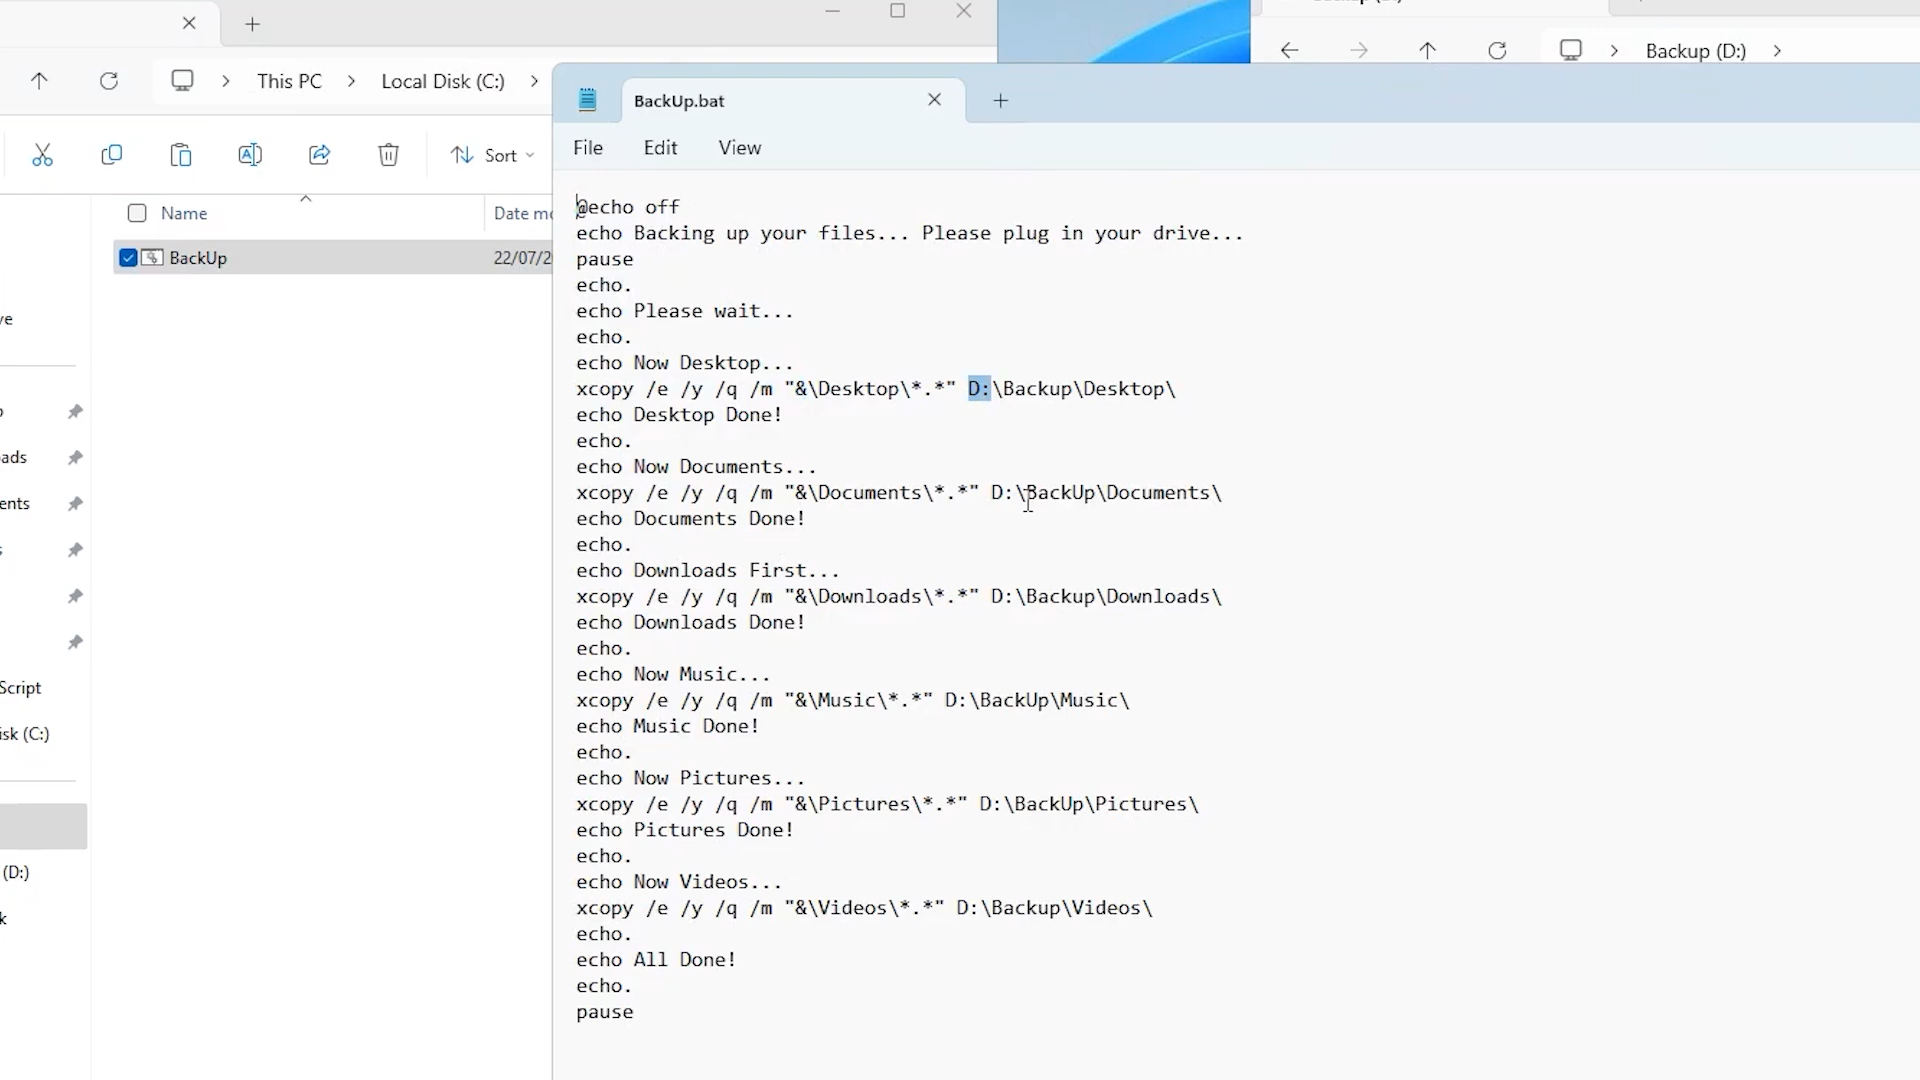 Backup (D:)
This PC
Local Disk (C:)
BackUp.bat
Sort
File
Edit
View
Name
Date
BackUp
22/07/2
Script
(C:)
(D:)
@echo off
echo Backing up your files... Please plug in your drive...
pause
echo.
echo Please wait...
echo.
echo Now Desktop...
xcopy /e /y /q /m "&\Desktop\*.*" D:\Backup\Desktop\
echo Desktop Done!
echo.
echo Now Documents...
xcopy /e /y /q /m "&\Documents\*.*" D:\BackUp\Documents\
echo Documents Done!
echo.
echo Downloads First...
xcopy /e /y /q /m "&\Downloads\*.*" D:\Backup\Downloads\
echo Downloads Done!
echo.
echo Now Music...
xcopy /e /y /q /m "&\Music\*.*" D:\BackUp\Music\
echo Music Done!
echo.
echo Now Pictures...
xcopy /e /y /q /m "&\Pictures\*.*" D:\BackUp\Pictures\
echo Pictures Done!
echo.
echo Now Videos...
xcopy /e /y /q /m "&\Videos\*.*" D:\Backup\Videos\
echo.
echo All Done!
echo.
pause